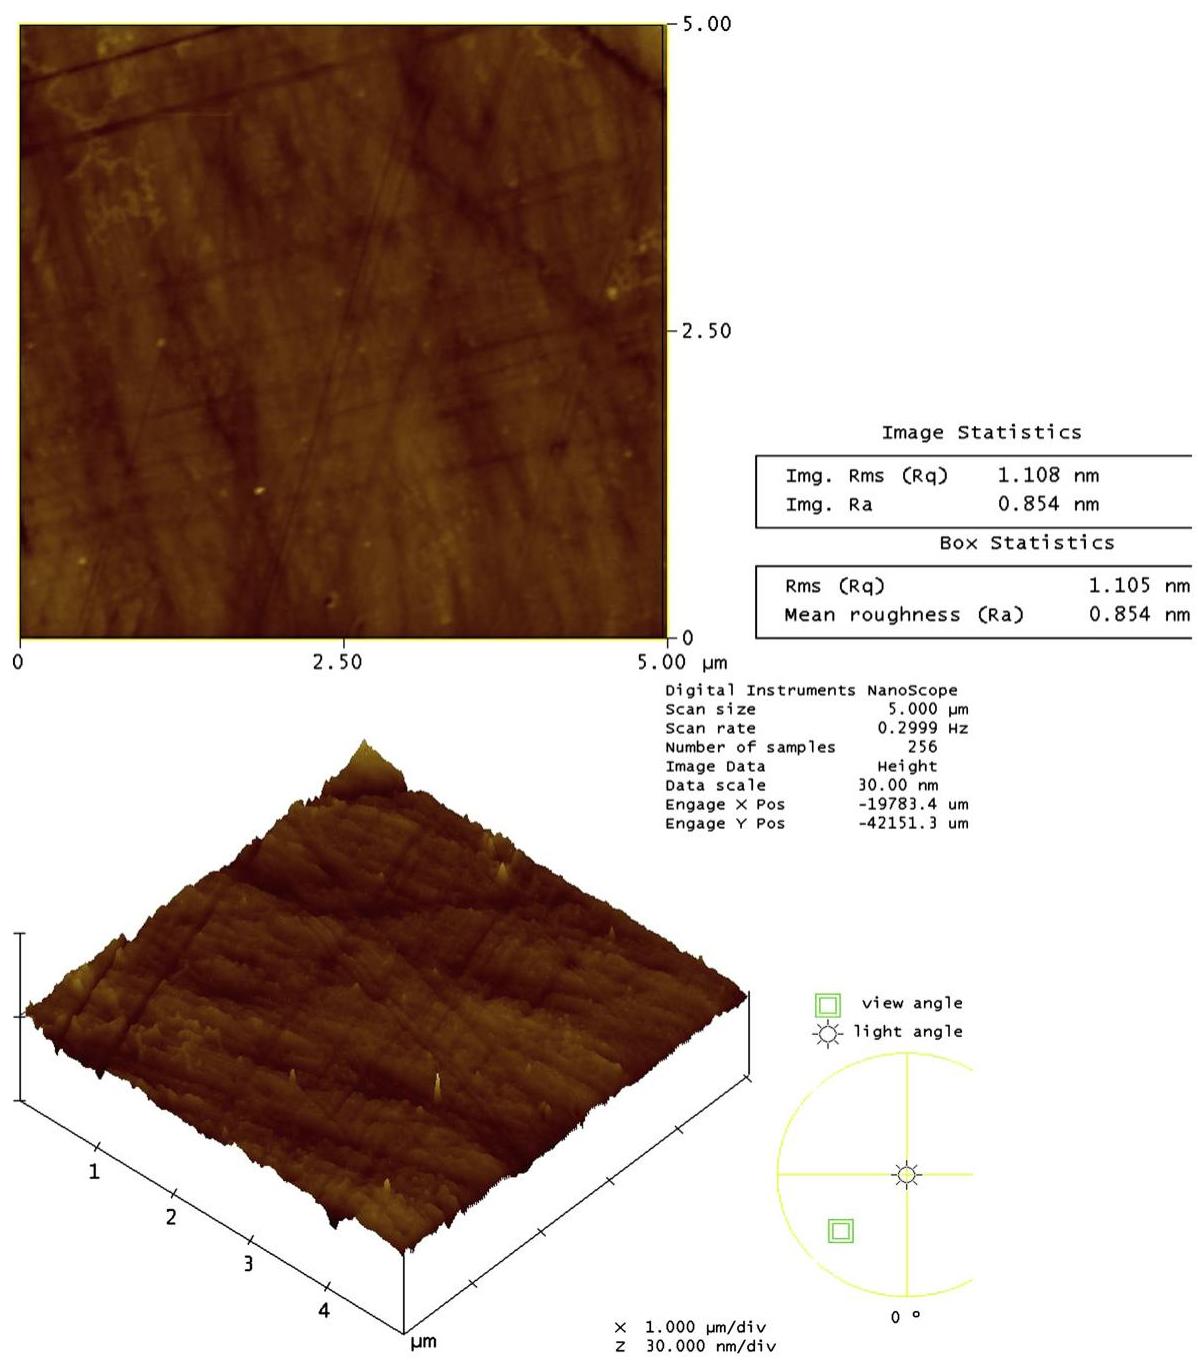 5.00
2.50
0
0 2.50 5.00 µm
Image Statistics
Img. Rms (Rq) 1.108 nm
Img. Ra 0.854 nm
Box Statistics
Rms (Rq) 1.105 nm
Mean roughness (Ra) 0.854 nm
Digital Instruments NanoScope
Scan size 5.000 µm
Scan rate 0.2999 Hz
Number of samples 256
Image Data Height
Data scale 30.00 nm
Engage X Pos -19783.4 um
Engage Y Pos -42151.3 um
view angle
light angle
1
2
3
4
µm
0 º
X 1.000 µm/div
Z 30.000 nm/div